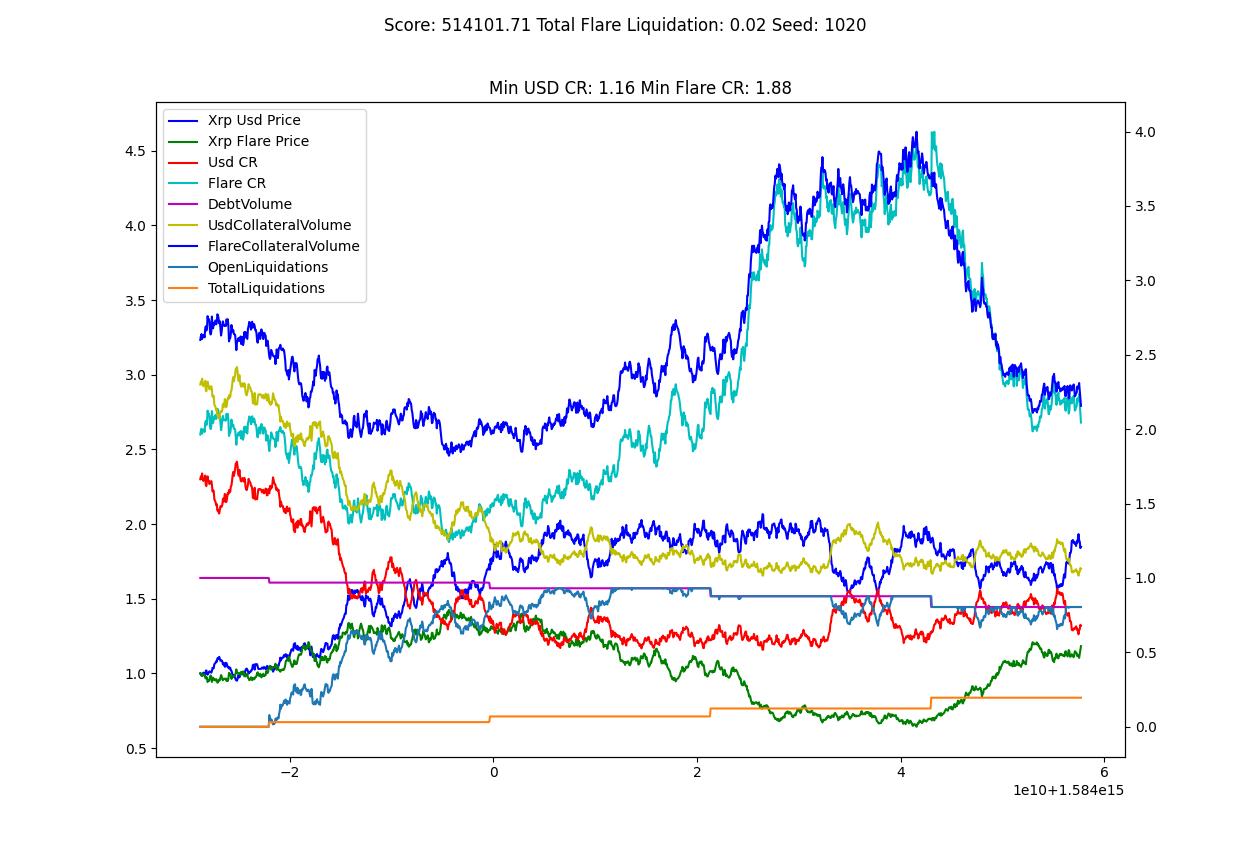 Score: 514101.71 Total Flare Liquidation: 0.02 Seed: 1020
Min USD CR: 1.16 Min Flare CR: 1.88
Xrp Usd Price
Xrp Flare Price
Usd CR
Flare CR
DebtVolume
UsdCollateralVolume
FlareCollateralVolume
OpenLiquidations
TotalLiquidations
4.5
4.0
3.5
3.0
2.5
2.0
1.5
1.0
0.5
4.0
3.5
3.0
2.5
2.0
1.5
1.0
0.5
0.0
−2 0 2 4 6
1e10+1.584e15